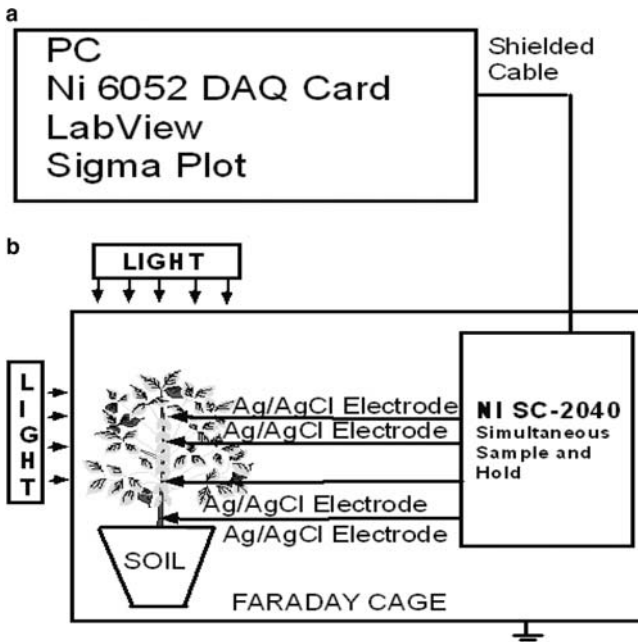 a
PC
Ni 6052 DAQ Card
LabView
Sigma Plot
Shielded
Cable
b
LIGHT
LIGHT
Ag/AgCl Electrode
Ag/AgCl Electrode
Ag/AgCl Electrode
Ag/AgCl Electrode
NI SC-2040
Simultaneous
Sample and
Hold
SOIL
FARADAY CAGE